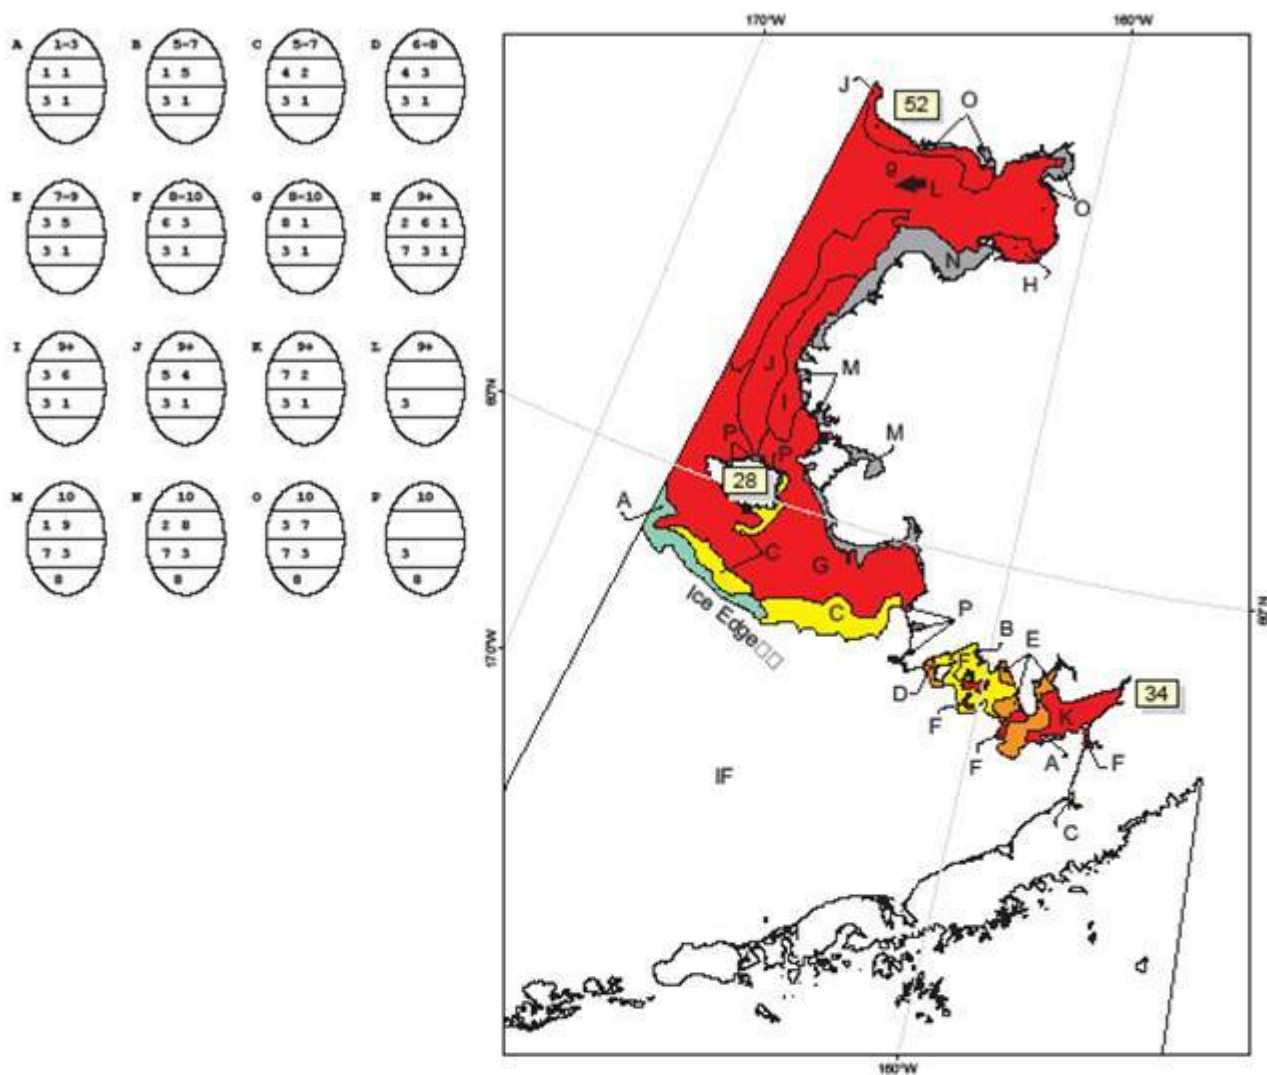 A 1-3 B 5-7 C 5-7 D 6-8
1 1 1 5 4 2 4 3
3 1 3 1 3 1 3 1
E 7-9 F 8-10 G 8-10 H 9+
3 5 6 3 8 1 2 6 1
3 1 3 1 3 1 7 3 1
I 9+ J 9+ K 9+ L 9+
3 6 5 4 7 2
3 1 3 1 3 1 3
M 10 N 10 O 10 P 10
1 9 2 8 3 7
7 3 7 3 7 3 3
8 8 8 8
170°W 160°W
J 52 O
9 L
O
N
H
J M
60°N
I
P P M
28
A
C G
C P
Ice Edge□□
60°N
170°W
B E
F
D 34
F K
F A F
IF
C
160°W